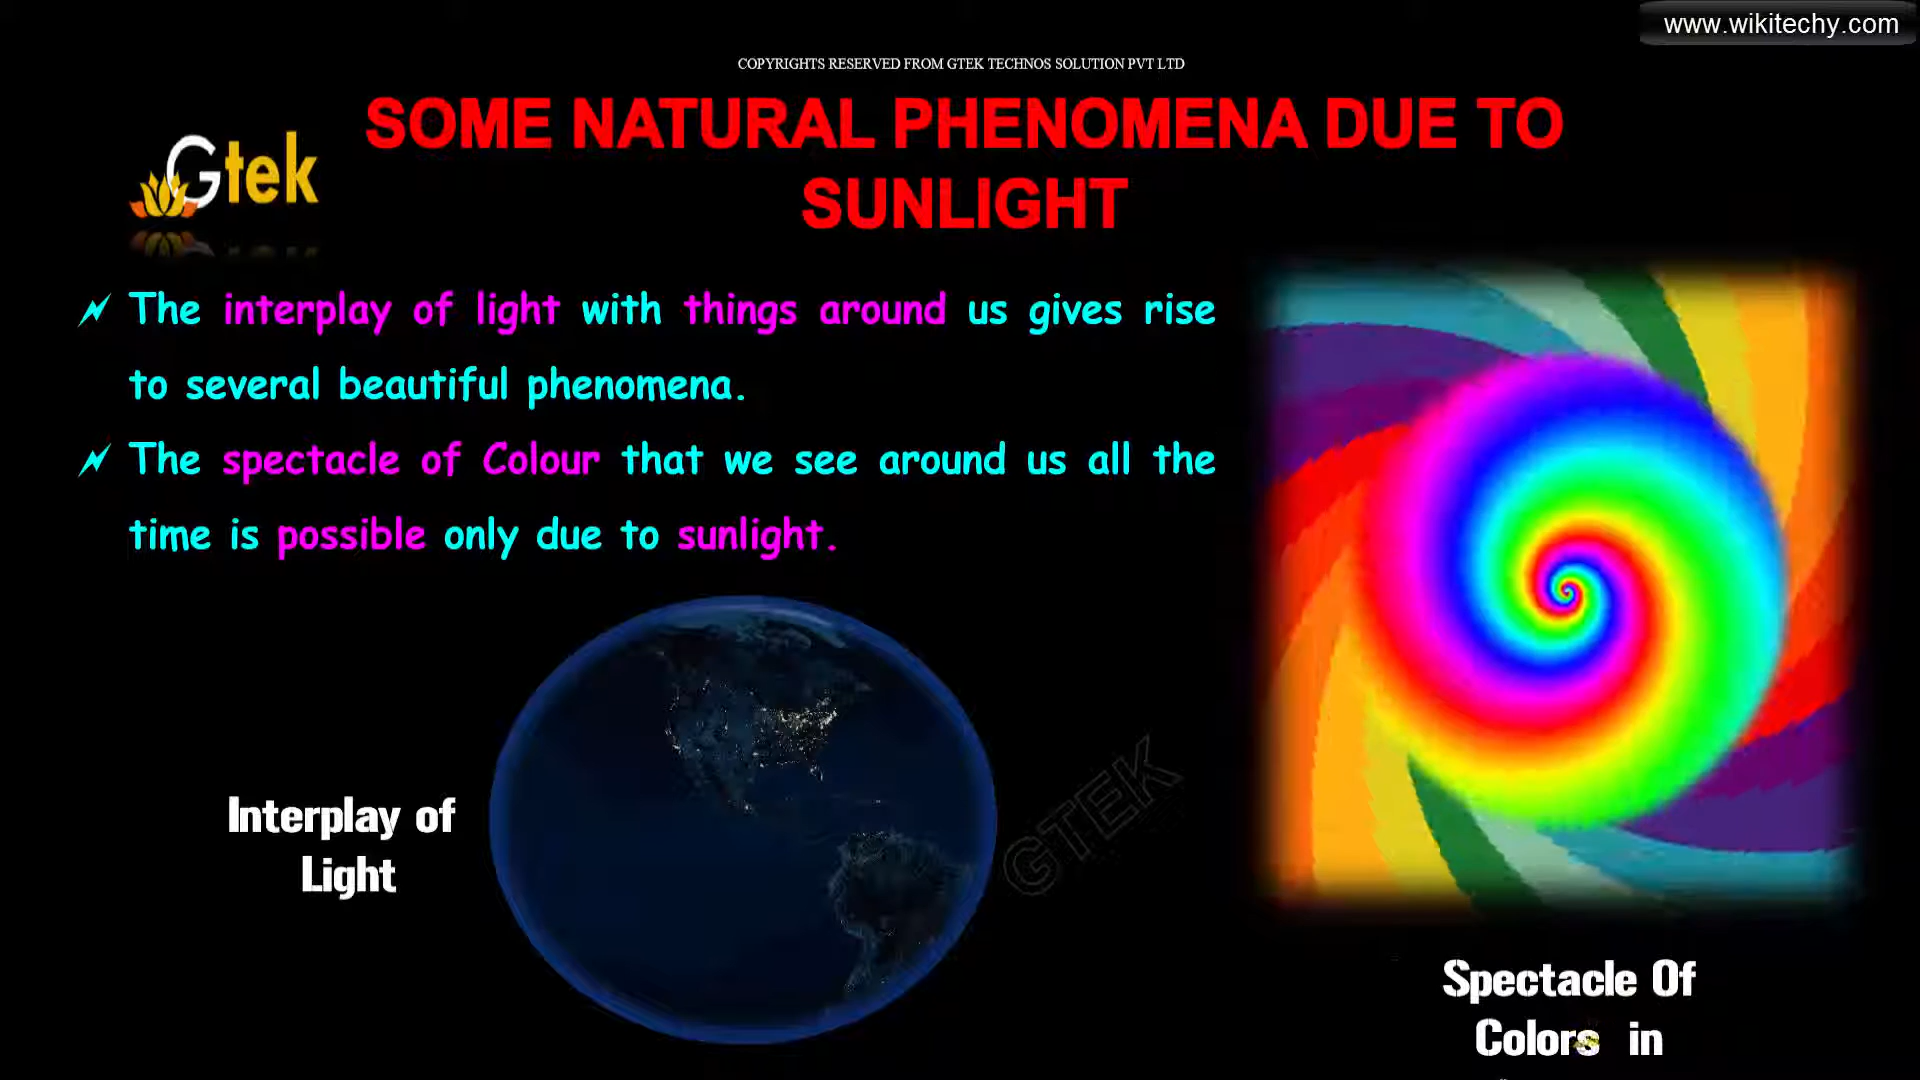 www.wikitechy.com
COPYRIGHTS RESERVED FROM GTEK TECHNOS SOLUTION PVT LTD
Gtek
SOME NATURAL PHENOMENA DUE TO
SUNLIGHT
The interplay of light with things around us gives rise
to several beautiful phenomena.
The spectacle of Colour that we see around us all the
time is possible only due to sunlight.
Interplay of
Light
GTEK
Spectacle Of
Colors in